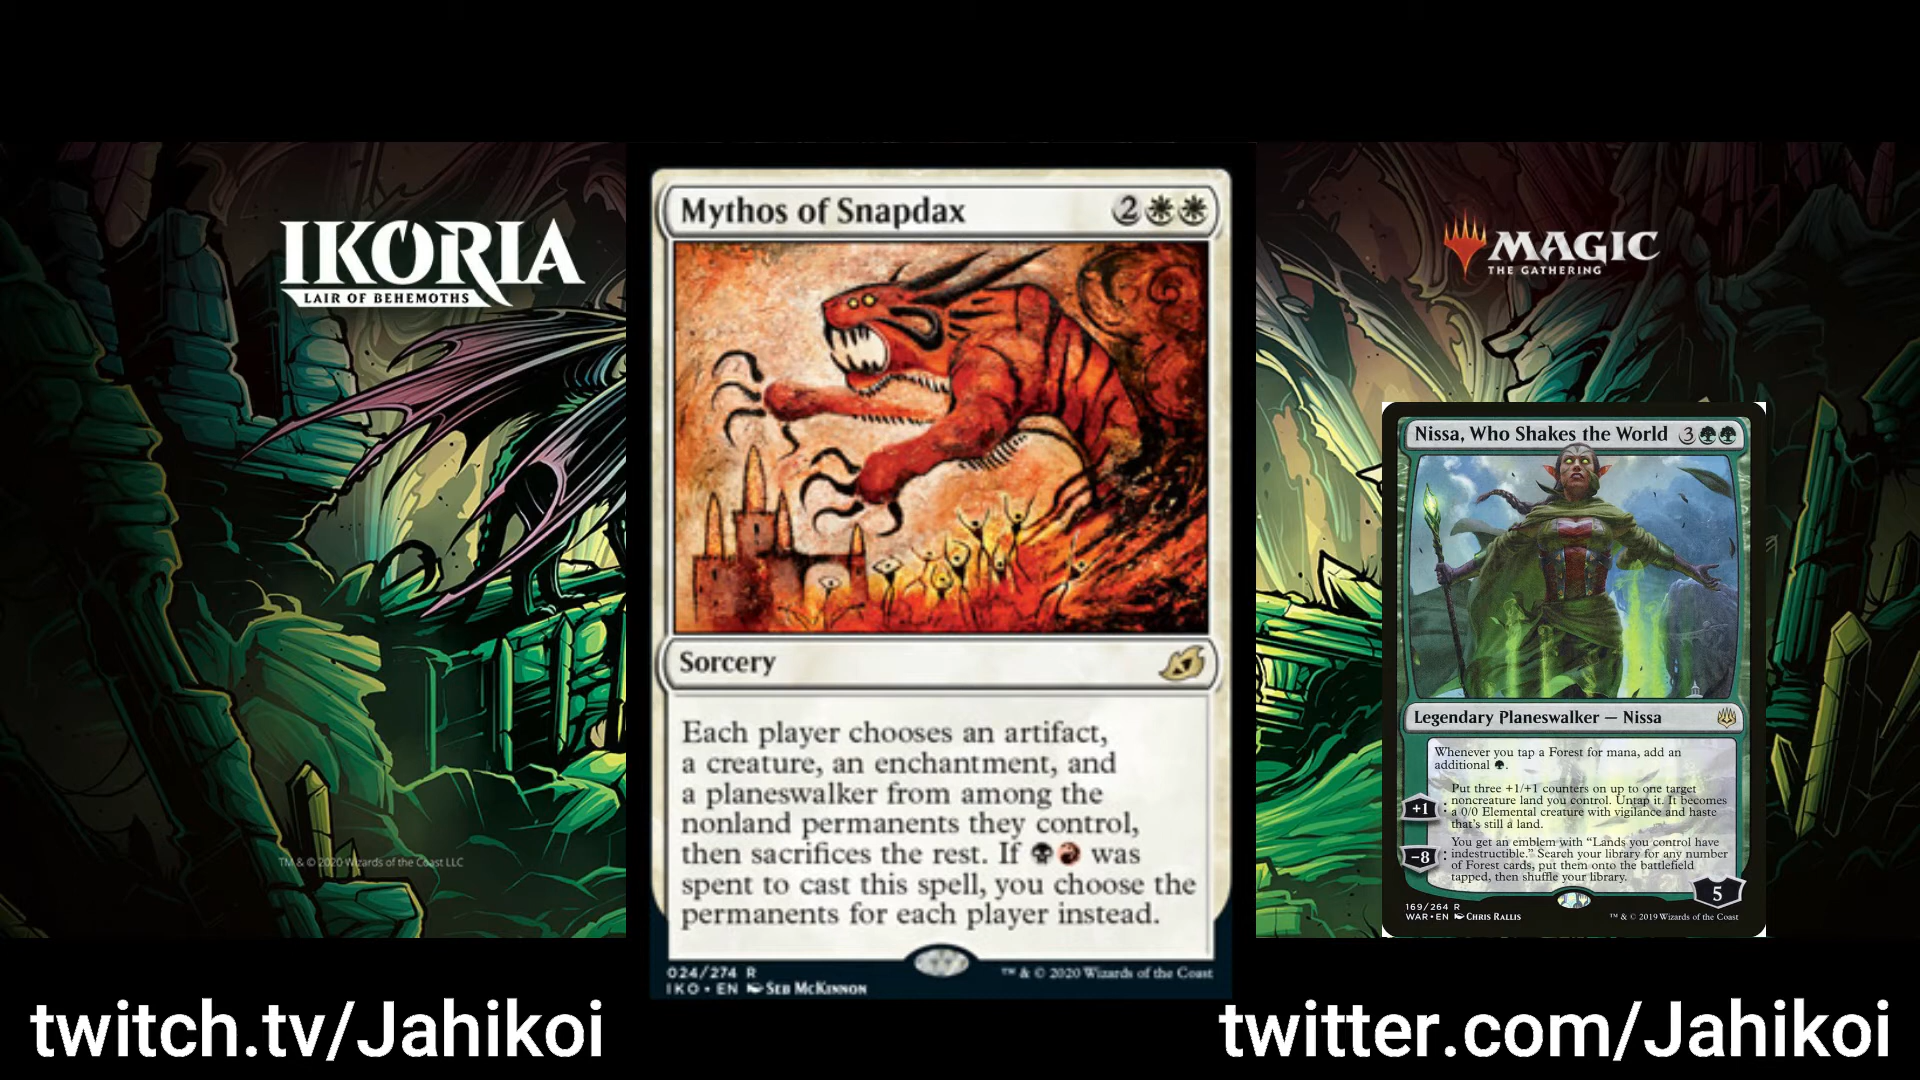 IKORIA
LAIR OF BEHEMOTHS
TM & © 2020 Wizards of the Coast LLC
Mythos of Snapdax 2
Sorcery
Each player chooses an artifact,
a creature, an enchantment, and
a planeswalker from among the
nonland permanents they control,
then sacrifices the rest. If was
spent to cast this spell, you choose the
permanents for each player instead.
024/274 R
IKO • EN SEB MCKINNON
™ & © 2020 Wizards of the Coast
MAGIC
THE GATHERING
Nissa, Who Shakes the World 3
Legendary Planeswalker — Nissa
Whenever you tap a Forest for mana, add an
additional .
+1 : Put three +1/+1 counters on up to one target
noncreature land you control. Untap it. It becomes
a 0/0 Elemental creature with vigilance and haste
that's still a land.
−8 : You get an emblem with “Lands you control have
indestructible.” Search your library for any number
of Forest cards, put them onto the battlefield
tapped, then shuffle your library.
5
169/264 R
WAR • EN CHRIS RALLIS
™ & © 2019 Wizards of the Coast
twitch.tv/Jahikoi
twitter.com/Jahikoi